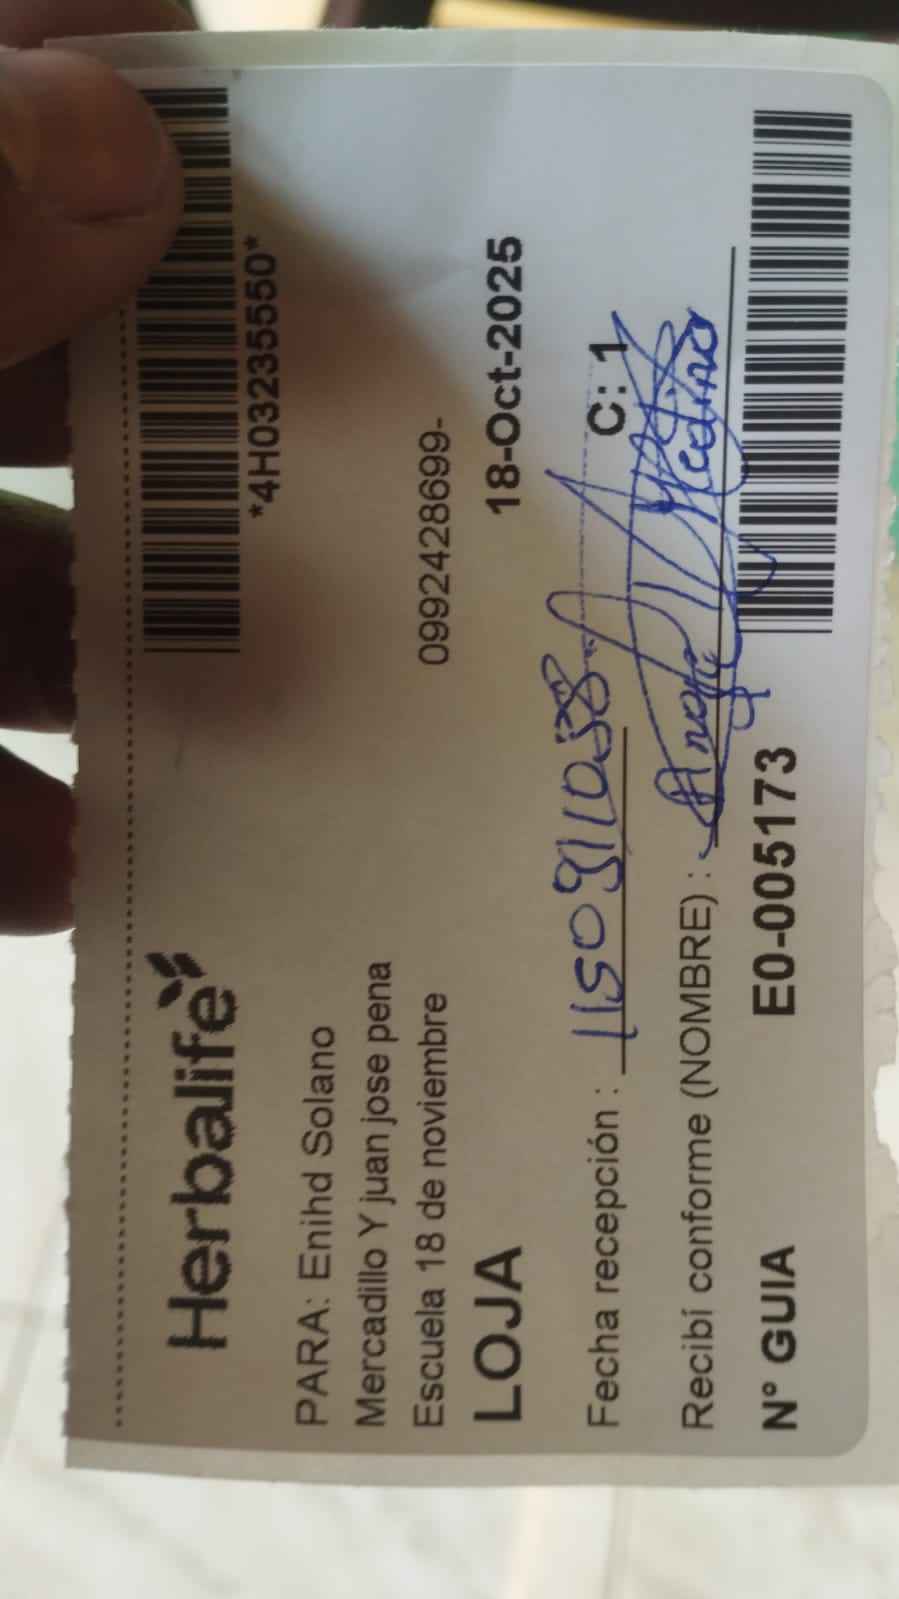 Herbalife
*4H03235550*
PARA: Enihd Solano
Mercadillo Y juan jose pena
Escuela 18 de noviembre
0992428699-
LOJA
18-Oct-2025
Fecha recepción :
C: 1
Recibí conforme (NOMBRE) : Medina
N° GUIA E0-005173